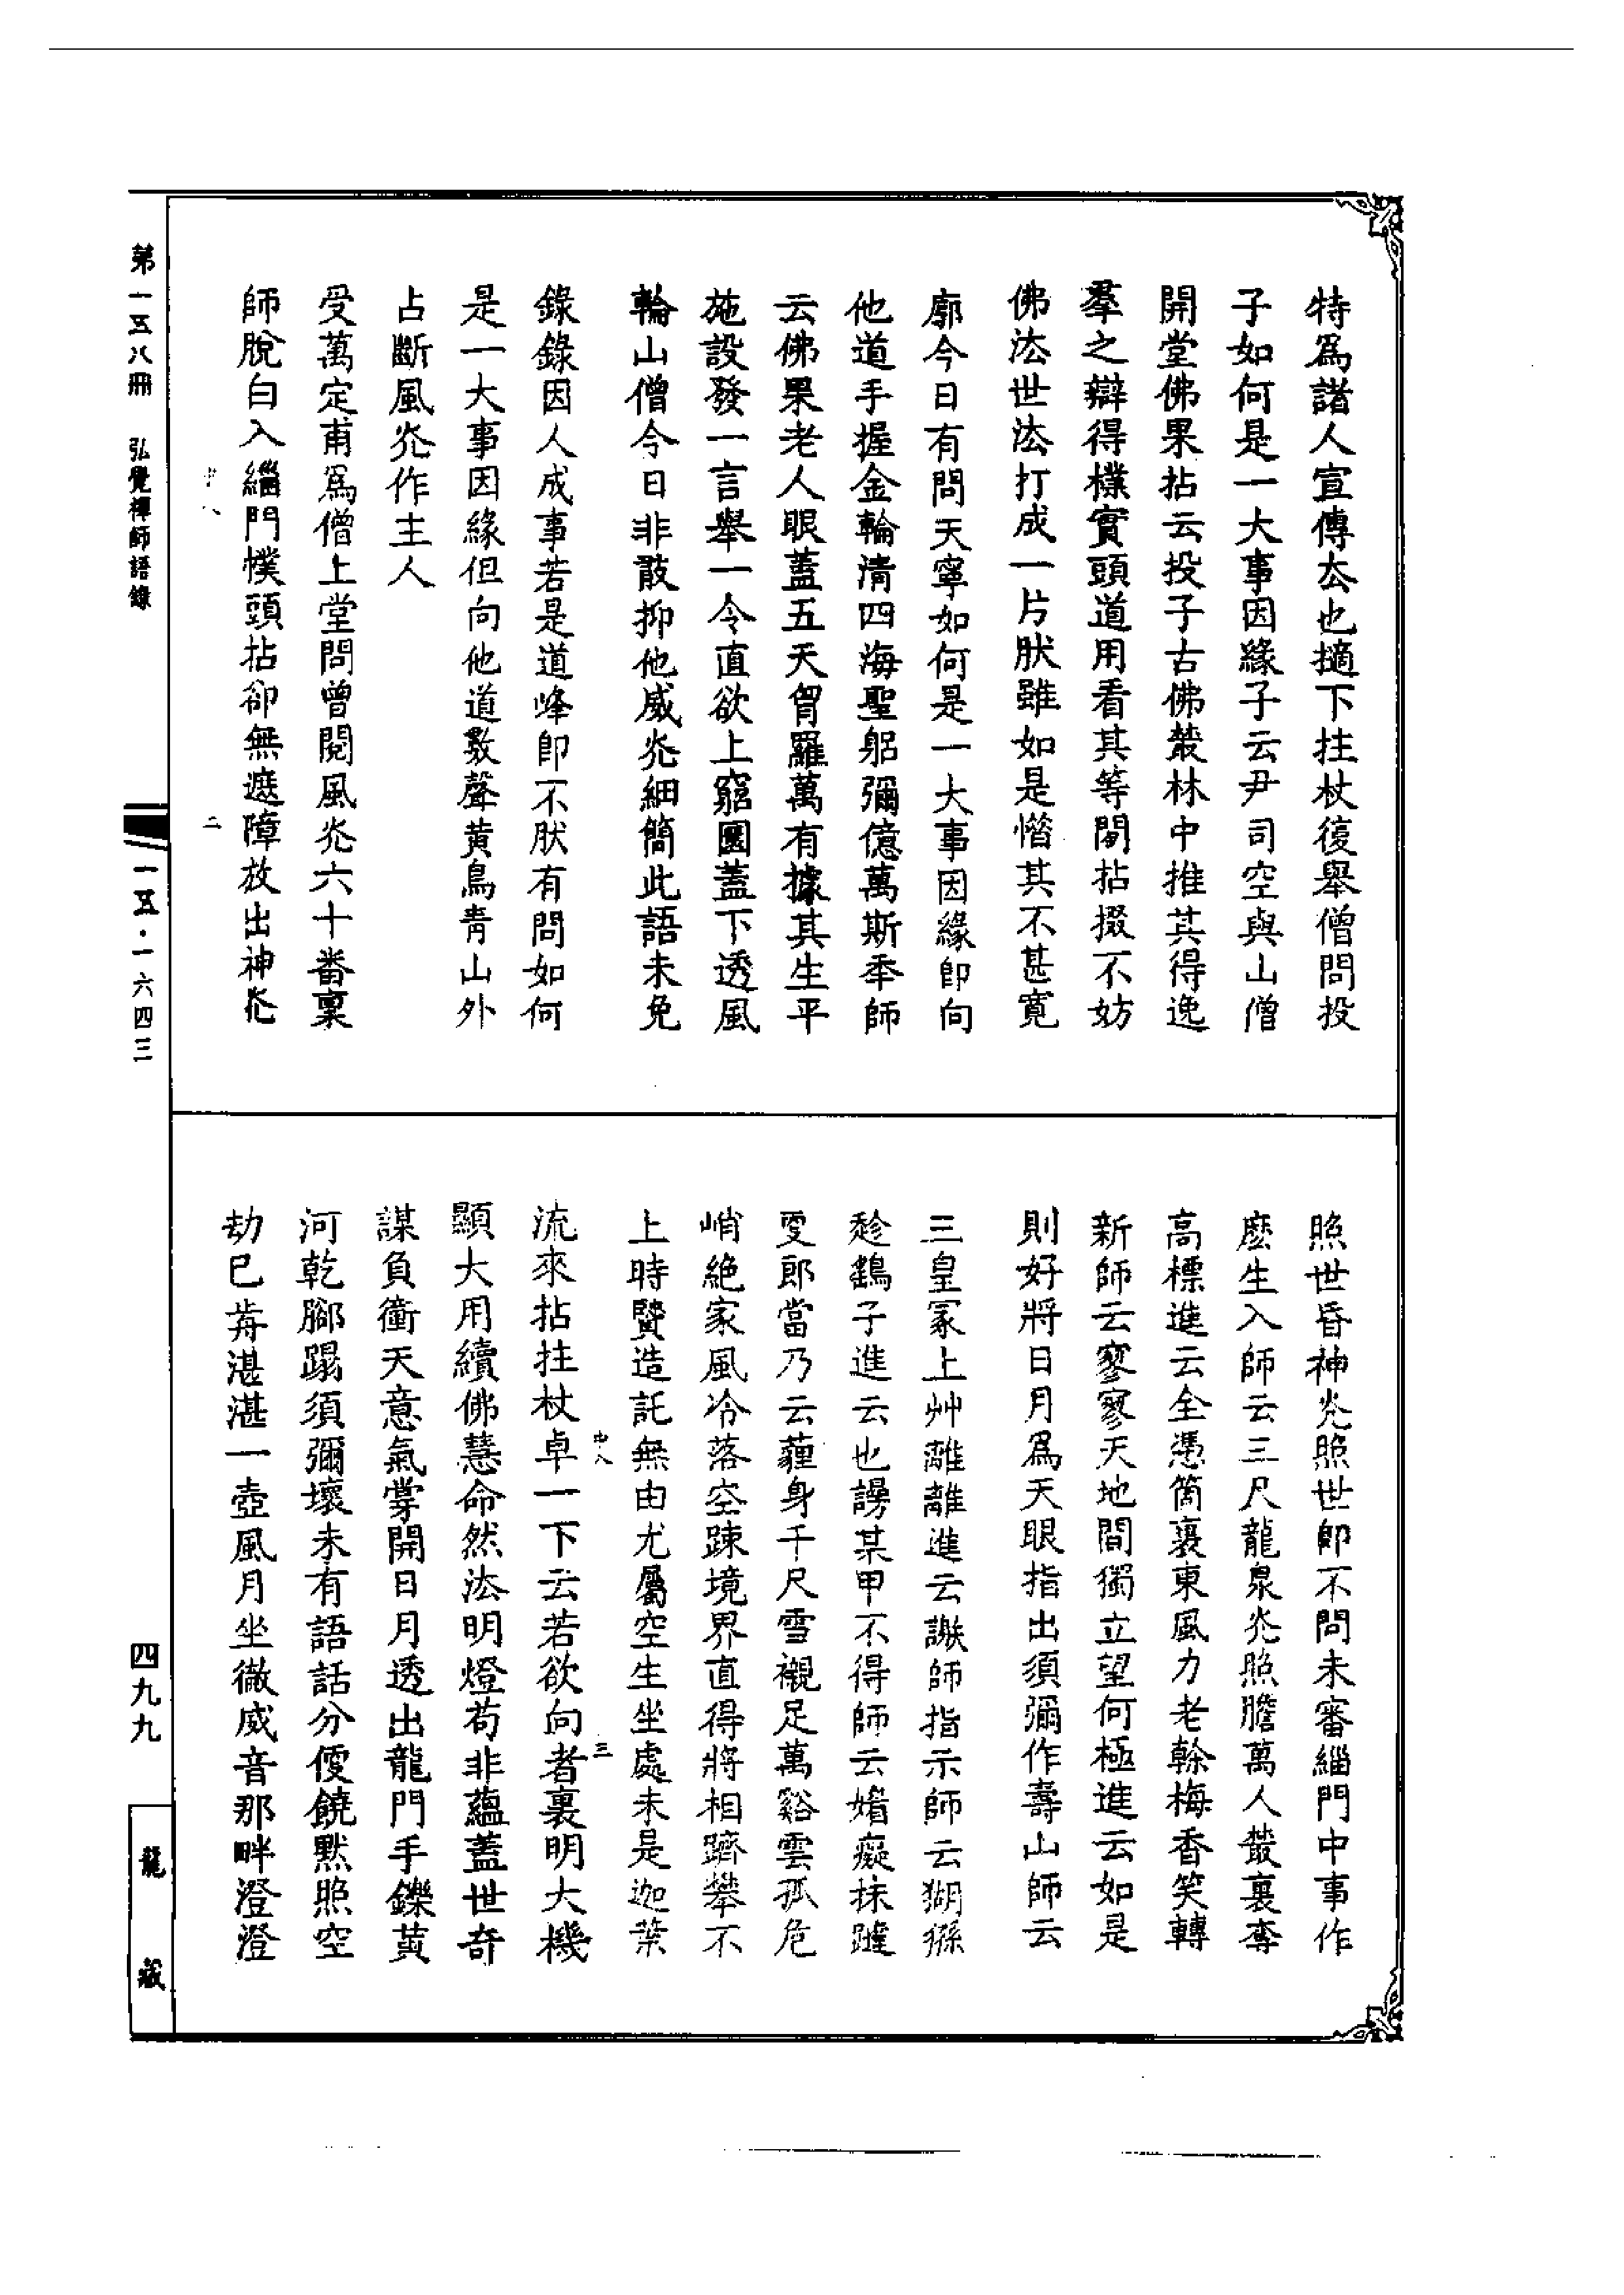 特爲諸人宣傳去也擿下拄杖復舉僧問投
子如何是一大事因緣子云尹司空與山僧
開堂佛果拈云投子古佛叢林中推其得逸
羣之辯得樸實頭道用看其等閒拈掇不妨
佛法世法打成一片肰雖如是惜其不甚寬
廓今日有問天寧如何是一大事因緣卽向
他道手握金輪清四海聖躬彌億萬斯秊師
云佛果老人眼蓋五天胷羅萬有據其生平
施設發一言舉一令直欲上窮圜蓋下透風
輪山僧今日非敢抑他威光細簡此語未免
錄錄因人成事若是道峰卽不肰有問如何
是一大事因緣但向他道數聲黄鳥青山外
占斷風光作主人
受萬定甫爲僧上堂問曾閱風光六十番稟
師脫白入緇門幞頭拈卻無遮障放出神光
照世昏神光照世卽不問未審緇門中事作
麼生入師云三尺龍泉光照膽萬人叢裏奪
高標進云全憑箇裏東風力老榦梅香笑轉
新師云寥寥天地間獨立望何極進云如是
則好將日月爲天眼指出須彌作壽山師云
三皇冢上艸離離進云謝師指示師云猢猻
趁鷂子進云也謾某甲不得師云婚癡抹䠥
叟郎當乃云薶身千尺雪襯足萬谿雲孤危
峭絶家風冷落空疎境界直得將相躋攀不
上時賢造託無由尤屬空生坐處未是迦葉
流來拈拄杖卓一下云若欲向者裏明大機
顯大用續佛慧命然法明燈苟非蘊蓋世奇
謀負衝天意氣掌開日月透出龍門手鑠黄
河乾腳蹋須彌壞未有語話分便饒默照空
劫已前湛湛一壺風月坐微威音那畔澄澄
第一五八冊　弘覺禪師語錄
一五·一六四三
四九九
龍藏
二
三